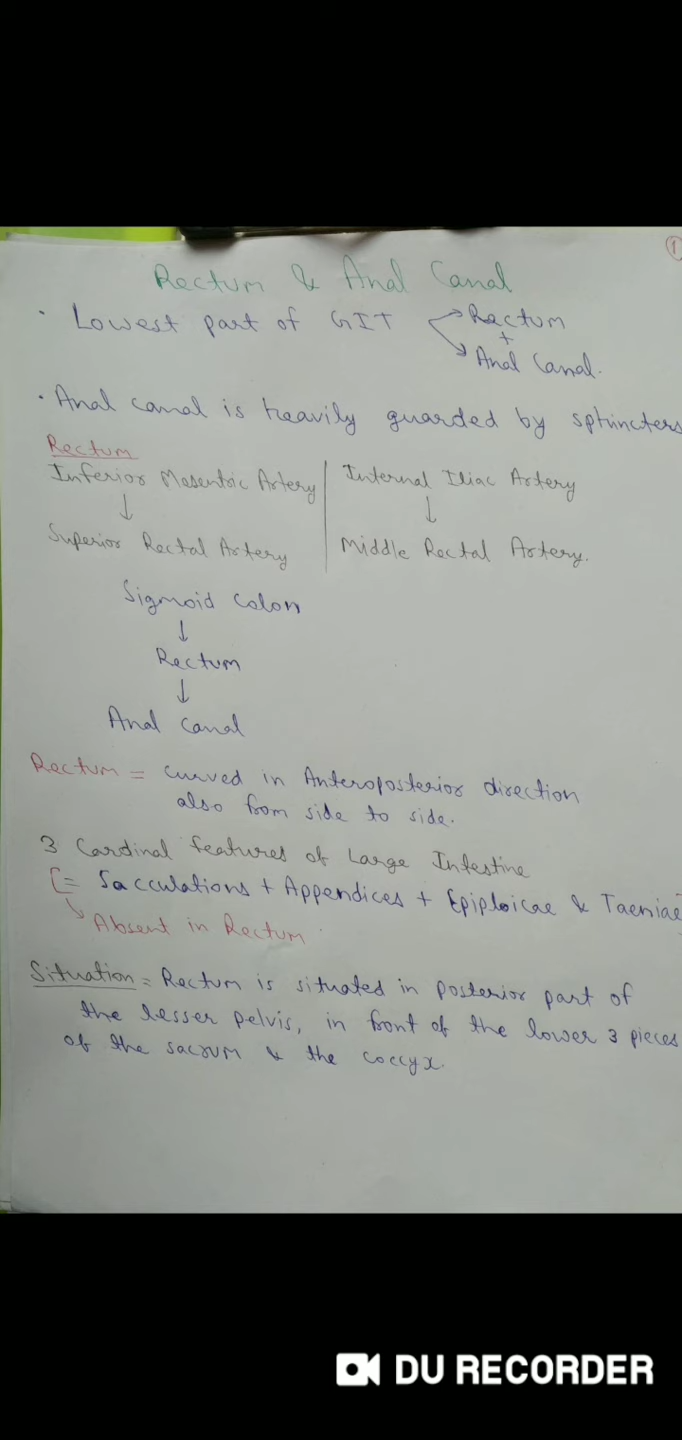 1
Rectum & Anal Canal
• Lowest part of GIT → Rectum
+
→ Anal Canal.
• Anal canal is heavily guarded by sphincters
Rectum
Inferior Mesentric Artery | Internal Iliac Artery
↓ ↓
Superior Rectal Artery | Middle Rectal Artery.
Sigmoid Colon
↓
Rectum
↓
Anal Canal
Rectum = curved in Anteroposterior direction
also from side to side.
3 Cardinal features of Large Intestine
[= Sacculations + Appendices + Epiploicae & Taeniae
↳ Absent in Rectum
Situation = Rectum is situated in posterior part of
the lesser pelvis, in front of the lower 3 pieces
of the sacrum & the coccyx.
DU RECORDER